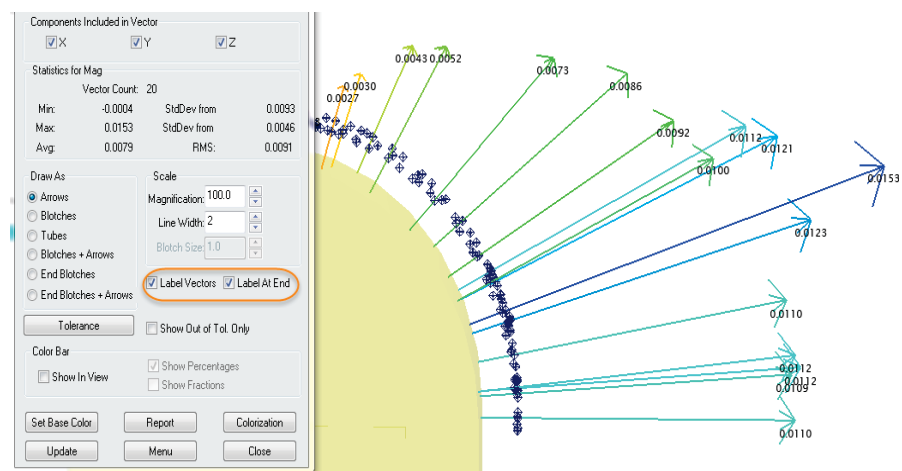 Components Included in Vector
X Y Z
Statistics for Mag
Vector Count: 20
Min: -0.0004 StdDev from 0.0093
Max: 0.0153 StdDev from 0.0046
Avg: 0.0079 RMS: 0.0091
Draw As
Arrows
Blotches
Tubes
Blotches + Arrows
End Blotches
End Blotches + Arrows
Scale
Magnification: 100.0
Line Width: 2
Blotch Size: 1.0
Label Vectors Label At End
Tolerance
Show Out of Tol. Only
Color Bar
Show In View
Show Percentages
Show Fractions
Set Base Color Report Colorization
Update Menu Close
0.0027
0.0030
0.0043
0.0052
0.0073
0.0086
0.0092
0.0112
0.0121
0.0100
0.0153
0.0123
0.0110
0.0112
0.0112
0.0109
0.0110